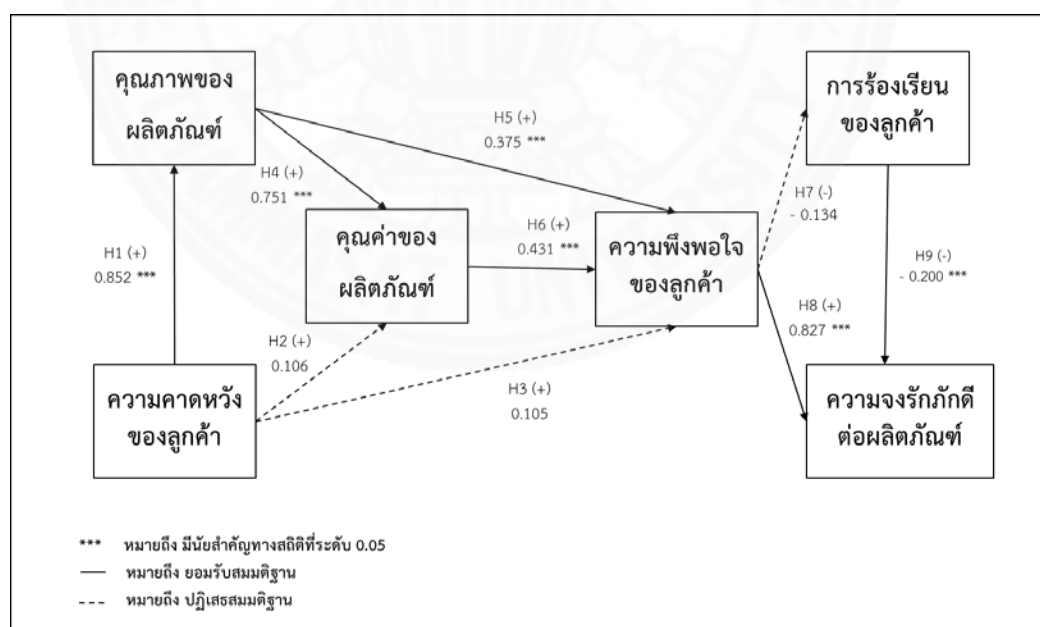 คุณภาพของ
ผลิตภัณฑ์
การร้องเรียน
ของลูกค้า
H5 (+)
0.375 ***
H4 (+)
0.751 ***
H7 (-)
- 0.134
คุณค่าของ
ผลิตภัณฑ์
H6 (+)
0.431 ***
ความพึงพอใจ
ของลูกค้า
H1 (+)
0.852 ***
H9 (-)
- 0.200 ***
H8 (+)
0.827 ***
H2 (+)
0.106
H3 (+)
0.105
ความคาดหวัง
ของลูกค้า
ความจงรักภักดี
ต่อผลิตภัณฑ์
*** หมายถึง มีนัยสำคัญทางสถิติที่ระดับ 0.05
—— หมายถึง ยอมรับสมมติฐาน
--- หมายถึง ปฏิเสธสมมติฐาน